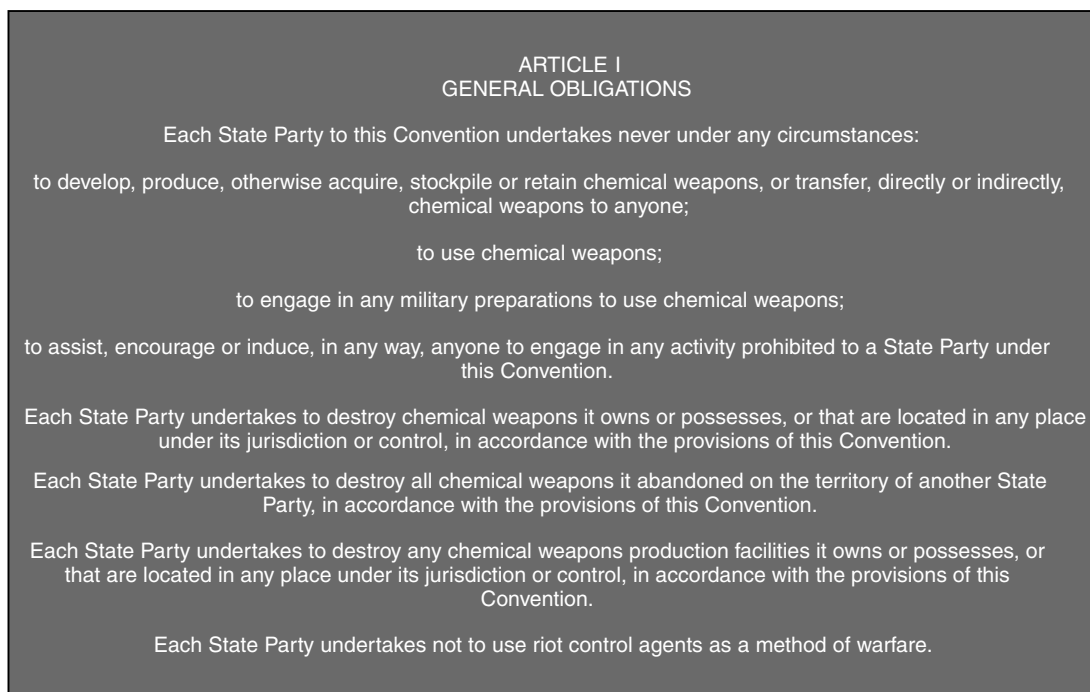 ARTICLE I
GENERAL OBLIGATIONS
Each State Party to this Convention undertakes never under any circumstances:
to develop, produce, otherwise acquire, stockpile or retain chemical weapons, or transfer, directly or indirectly,
chemical weapons to anyone;
to use chemical weapons;
to engage in any military preparations to use chemical weapons;
to assist, encourage or induce, in any way, anyone to engage in any activity prohibited to a State Party under
this Convention.
Each State Party undertakes to destroy chemical weapons it owns or possesses, or that are located in any place
under its jurisdiction or control, in accordance with the provisions of this Convention.
Each State Party undertakes to destroy all chemical weapons it abandoned on the territory of another State
Party, in accordance with the provisions of this Convention.
Each State Party undertakes to destroy any chemical weapons production facilities it owns or possesses, or
that are located in any place under its jurisdiction or control, in accordance with the provisions of this
Convention.
Each State Party undertakes not to use riot control agents as a method of warfare.